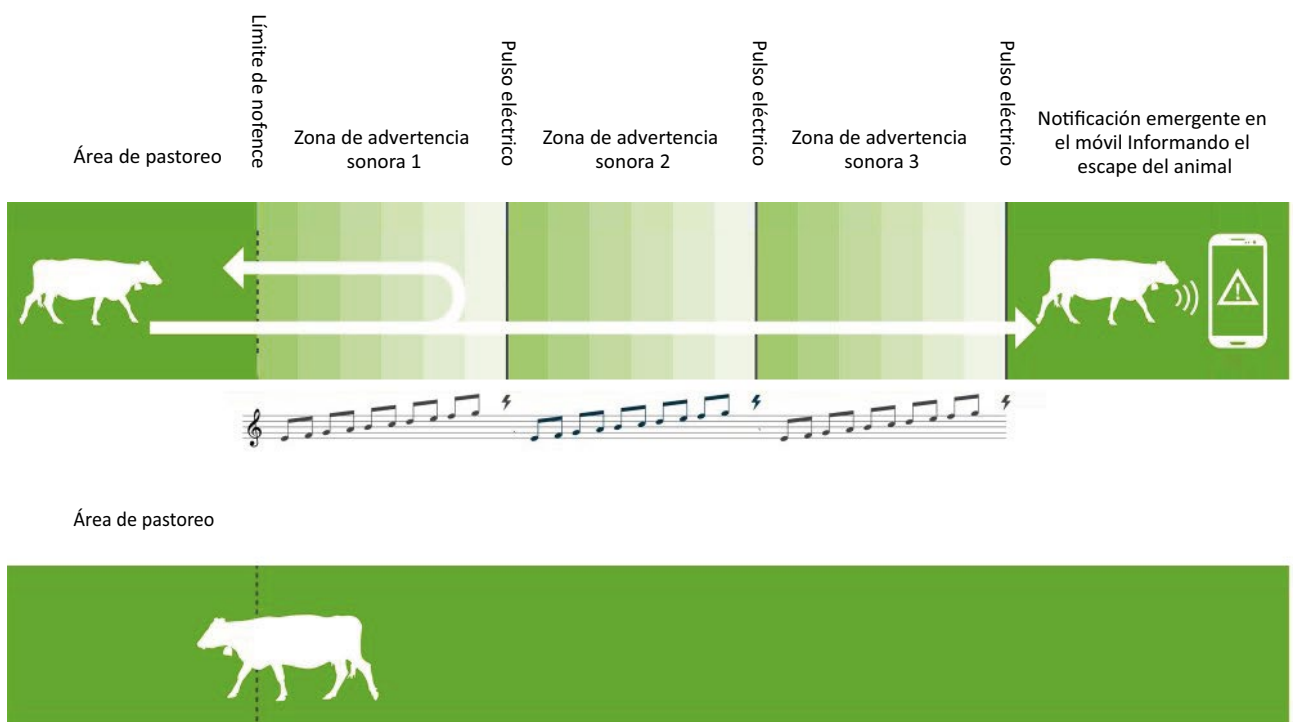 Área de pastoreo
Límite de nofence
Zona de advertencia
sonora 1
Pulso eléctrico
Zona de advertencia
sonora 2
Pulso eléctrico
Zona de advertencia
sonora 3
Pulso eléctrico
Notificación emergente en
el móvil Informando el
escape del animal
Área de pastoreo